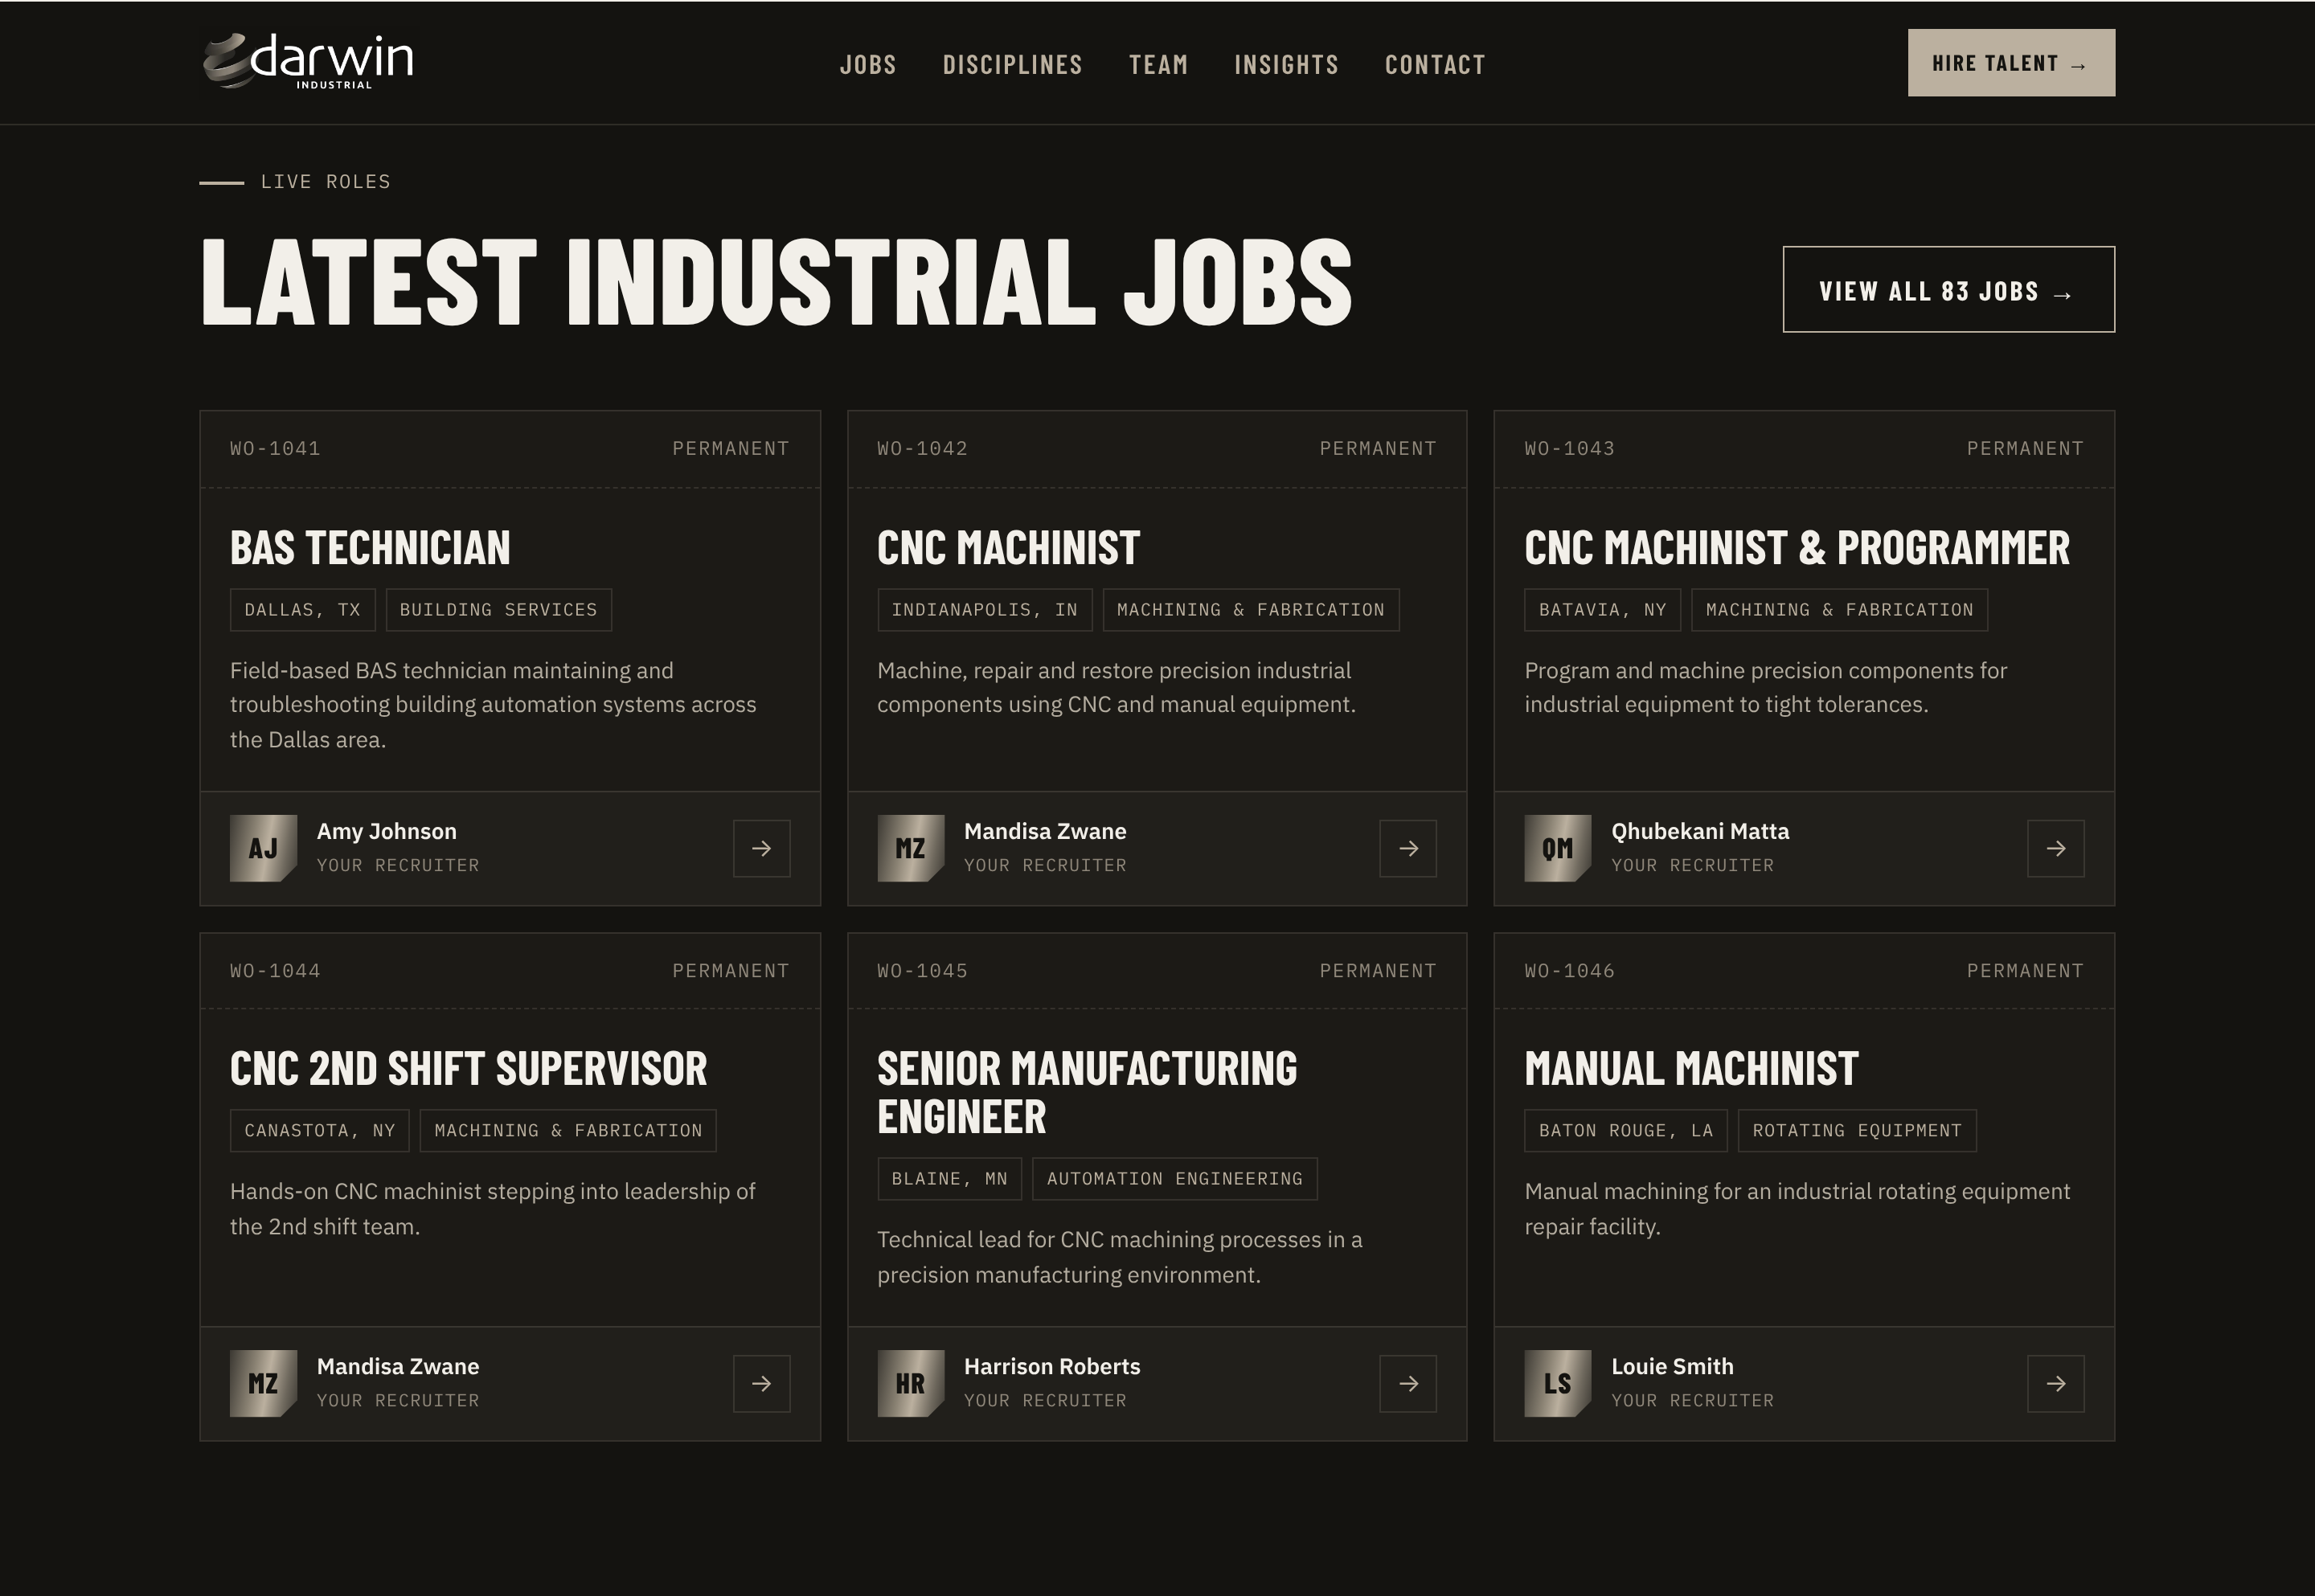 darwin
INDUSTRIAL
JOBS DISCIPLINES TEAM INSIGHTS CONTACT
HIRE TALENT →
LIVE ROLES
LATEST INDUSTRIAL JOBS
VIEW ALL 83 JOBS →
WO-1041 PERMANENT
BAS TECHNICIAN
DALLAS, TX BUILDING SERVICES
Field-based BAS technician maintaining and
troubleshooting building automation systems across
the Dallas area.
AJ
Amy Johnson
YOUR RECRUITER
→
WO-1042 PERMANENT
CNC MACHINIST
INDIANAPOLIS, IN MACHINING & FABRICATION
Machine, repair and restore precision industrial
components using CNC and manual equipment.
MZ
Mandisa Zwane
YOUR RECRUITER
→
WO-1043 PERMANENT
CNC MACHINIST & PROGRAMMER
BATAVIA, NY MACHINING & FABRICATION
Program and machine precision components for
industrial equipment to tight tolerances.
QM
Qhubekani Matta
YOUR RECRUITER
→
WO-1044 PERMANENT
CNC 2ND SHIFT SUPERVISOR
CANASTOTA, NY MACHINING & FABRICATION
Hands-on CNC machinist stepping into leadership of
the 2nd shift team.
MZ
Mandisa Zwane
YOUR RECRUITER
→
WO-1045 PERMANENT
SENIOR MANUFACTURING
ENGINEER
BLAINE, MN AUTOMATION ENGINEERING
Technical lead for CNC machining processes in a
precision manufacturing environment.
HR
Harrison Roberts
YOUR RECRUITER
→
WO-1046 PERMANENT
MANUAL MACHINIST
BATON ROUGE, LA ROTATING EQUIPMENT
Manual machining for an industrial rotating equipment
repair facility.
LS
Louie Smith
YOUR RECRUITER
→